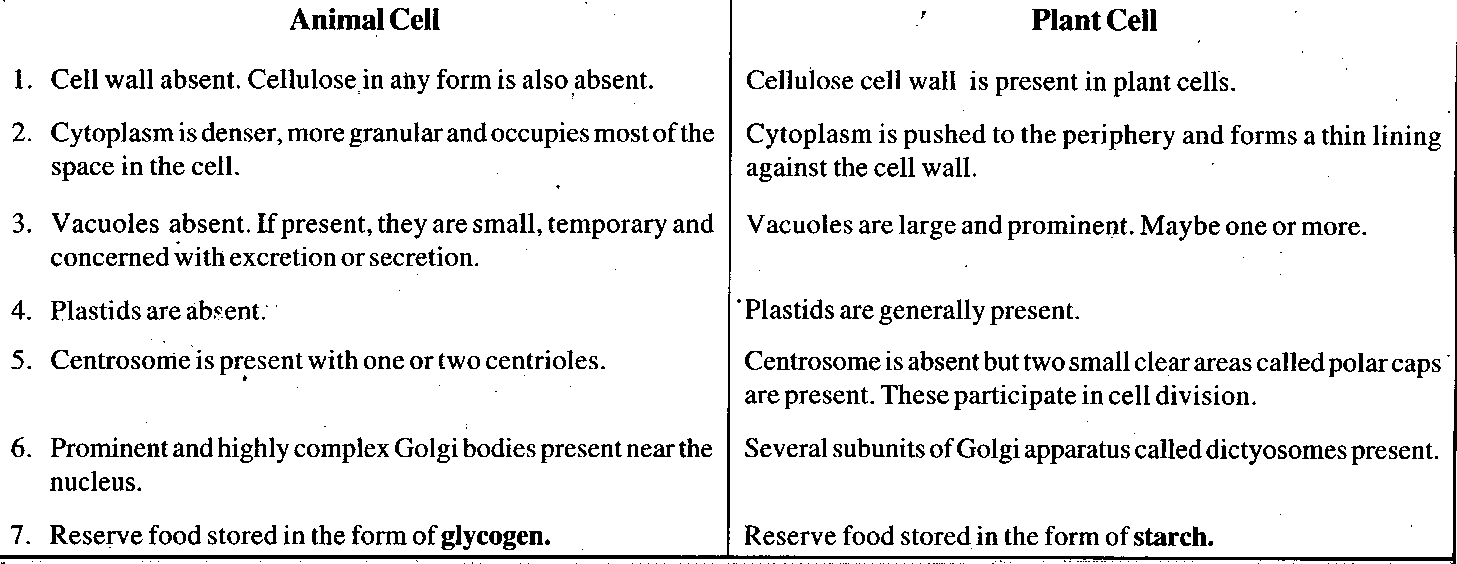 Animal Cell
Plant Cell
1. Cell wall absent. Cellulose in any form is also absent.
Cellulose cell wall is present in plant cells.
2. Cytoplasm is denser, more granular and occupies most of the
space in the cell.
Cytoplasm is pushed to the periphery and forms a thin lining
against the cell wall.
3. Vacuoles absent. If present, they are small, temporary and
concerned with excretion or secretion.
Vacuoles are large and prominent. Maybe one or more.
4. Plastids are absent.
Plastids are generally present.
5. Centrosome is present with one or two centrioles.
Centrosome is absent but two small clear areas called polar caps
are present. These participate in cell division.
6. Prominent and highly complex Golgi bodies present near the
nucleus.
Several subunits of Golgi apparatus called dictyosomes present.
7. Reserve food stored in the form of glycogen.
Reserve food stored in the form of starch.